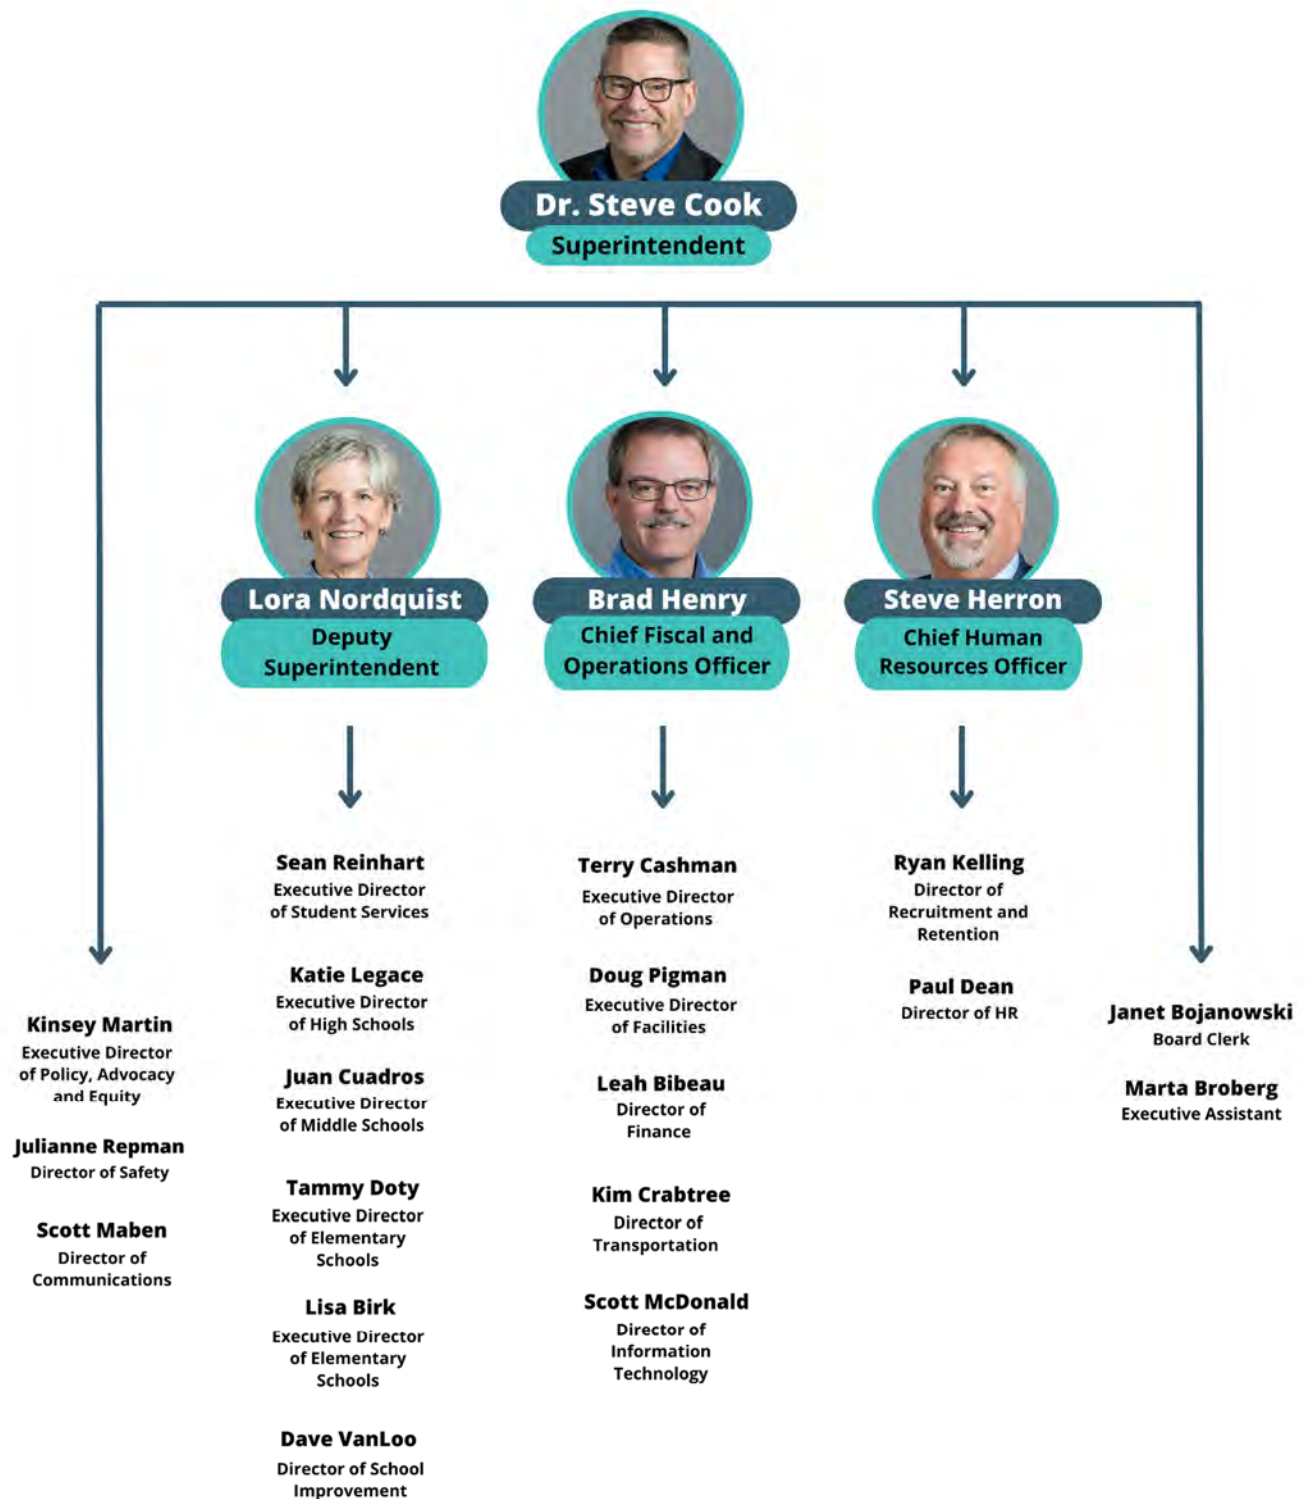 Dr. Steve Cook
Superintendent
Lora Nordquist
Deputy
Superintendent
Brad Henry
Chief Fiscal and
Operations Officer
Steve Herron
Chief Human
Resources Officer
Kinsey Martin
Executive Director
of Policy, Advocacy
and Equity
Julianne Repman
Director of Safety
Scott Maben
Director of
Communications
Sean Reinhart
Executive Director
of Student Services
Katie Legace
Executive Director
of High Schools
Juan Cuadros
Executive Director
of Middle Schools
Tammy Doty
Executive Director
of Elementary
Schools
Lisa Birk
Executive Director
of Elementary
Schools
Dave VanLoo
Director of School
Improvement
Terry Cashman
Executive Director
of Operations
Doug Pigman
Executive Director
of Facilities
Leah Bibeau
Director of
Finance
Kim Crabtree
Director of
Transportation
Scott McDonald
Director of
Information
Technology
Ryan Kelling
Director of
Recruitment and
Retention
Paul Dean
Director of HR
Janet Bojanowski
Board Clerk
Marta Broberg
Executive Assistant